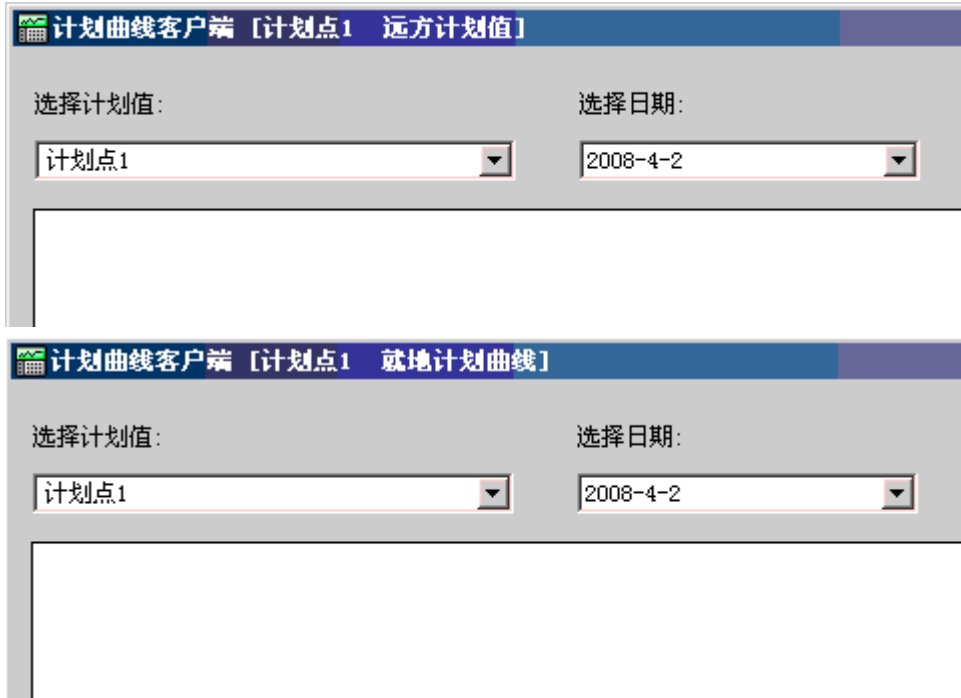 计划曲线客户端 [计划点1 远方计划值]
选择计划值: 选择日期:
计划点1 2008-4-2
计划曲线客户端 [计划点1 就地计划曲线]
选择计划值: 选择日期:
计划点1 2008-4-2